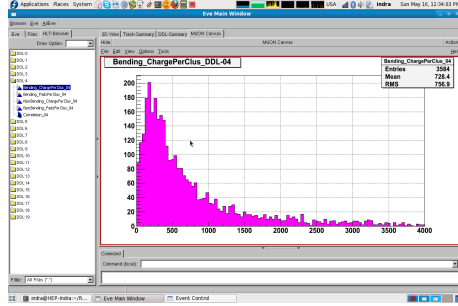 Applications Places System
USA
indra
Sun May 16, 12:34:03 PM
Eve Main Window
Browser Eve AliEve
Eve Files HLT-Browser
3D View Track-Summary DDL-Summary MUON Canvas
Draw Option:
Hide
MUON Canvas
Actions
File Edit View Options Tools
Help
DDL:0
DDL:1
DDL:2
DDL:3
DDL:4
Bending_ChargePerClus_04
Bending_PadsPerClus_04
NonBending_ChargePerClus_04
NonBending_PadsPerClus_04
Correlation_04
DDL:5
DDL:6
DDL:7
DDL:8
DDL:9
DDL:10
DDL:11
DDL:12
DDL:13
DDL:14
DDL:15
DDL:16
DDL:17
DDL:18
DDL:19
Bending_ChargePerClus_DDL-04
Bending_ChargePerClus_04
Entries 3584
Mean 728.4
RMS 756.9
200
180
160
140
120
100
80
60
40
20
0
0 500 1000 1500 2000 2500 3000 3500 4000
Command
Command (local):
Filter: All Files (*.*)
indra@HEP-Indra:~/fi...
Eve Main Window
Event Control